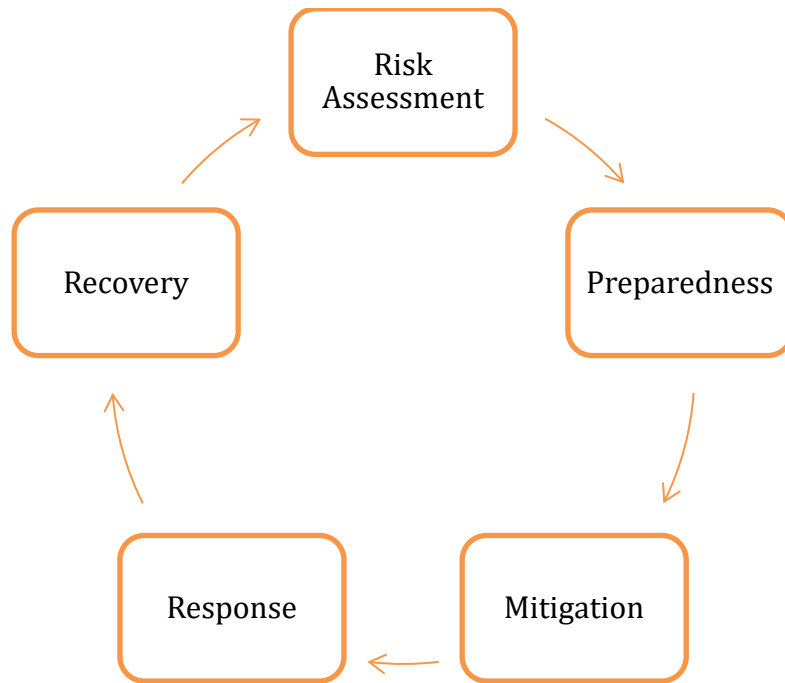 Risk
Assessment
Preparedness
Mitigation
Response
Recovery